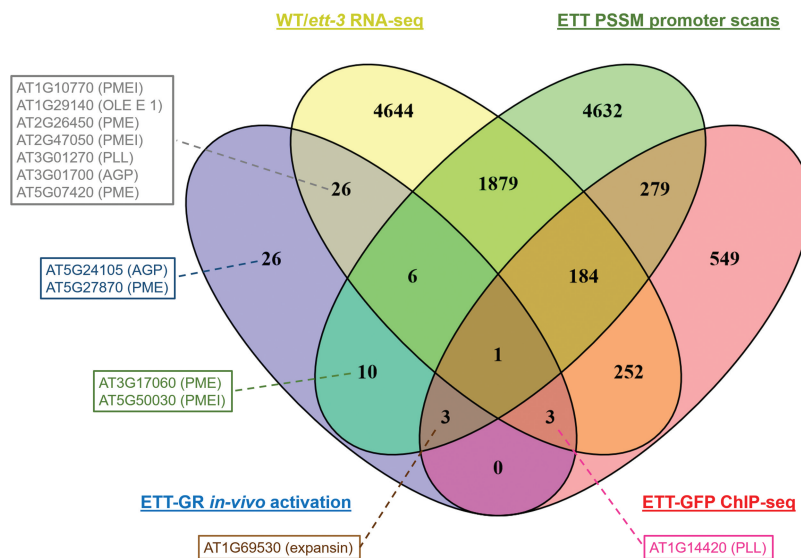 WT/ett-3 RNA-seq
ETT PSSM promoter scans
AT1G10770 (PMEI)
AT1G29140 (OLE E 1)
AT2G26450 (PME)
AT2G47050 (PMEI)
AT3G01270 (PLL)
AT3G01700 (AGP)
AT5G07420 (PME)
4644
4632
26
1879
279
AT5G24105 (AGP)
AT5G27870 (PME)
26
6
184
549
AT3G17060 (PME)
AT5G50030 (PMEI)
10
1
252
3
3
0
ETT-GR in-vivo activation
ETT-GFP ChIP-seq
AT1G69530 (expansin)
AT1G14420 (PLL)